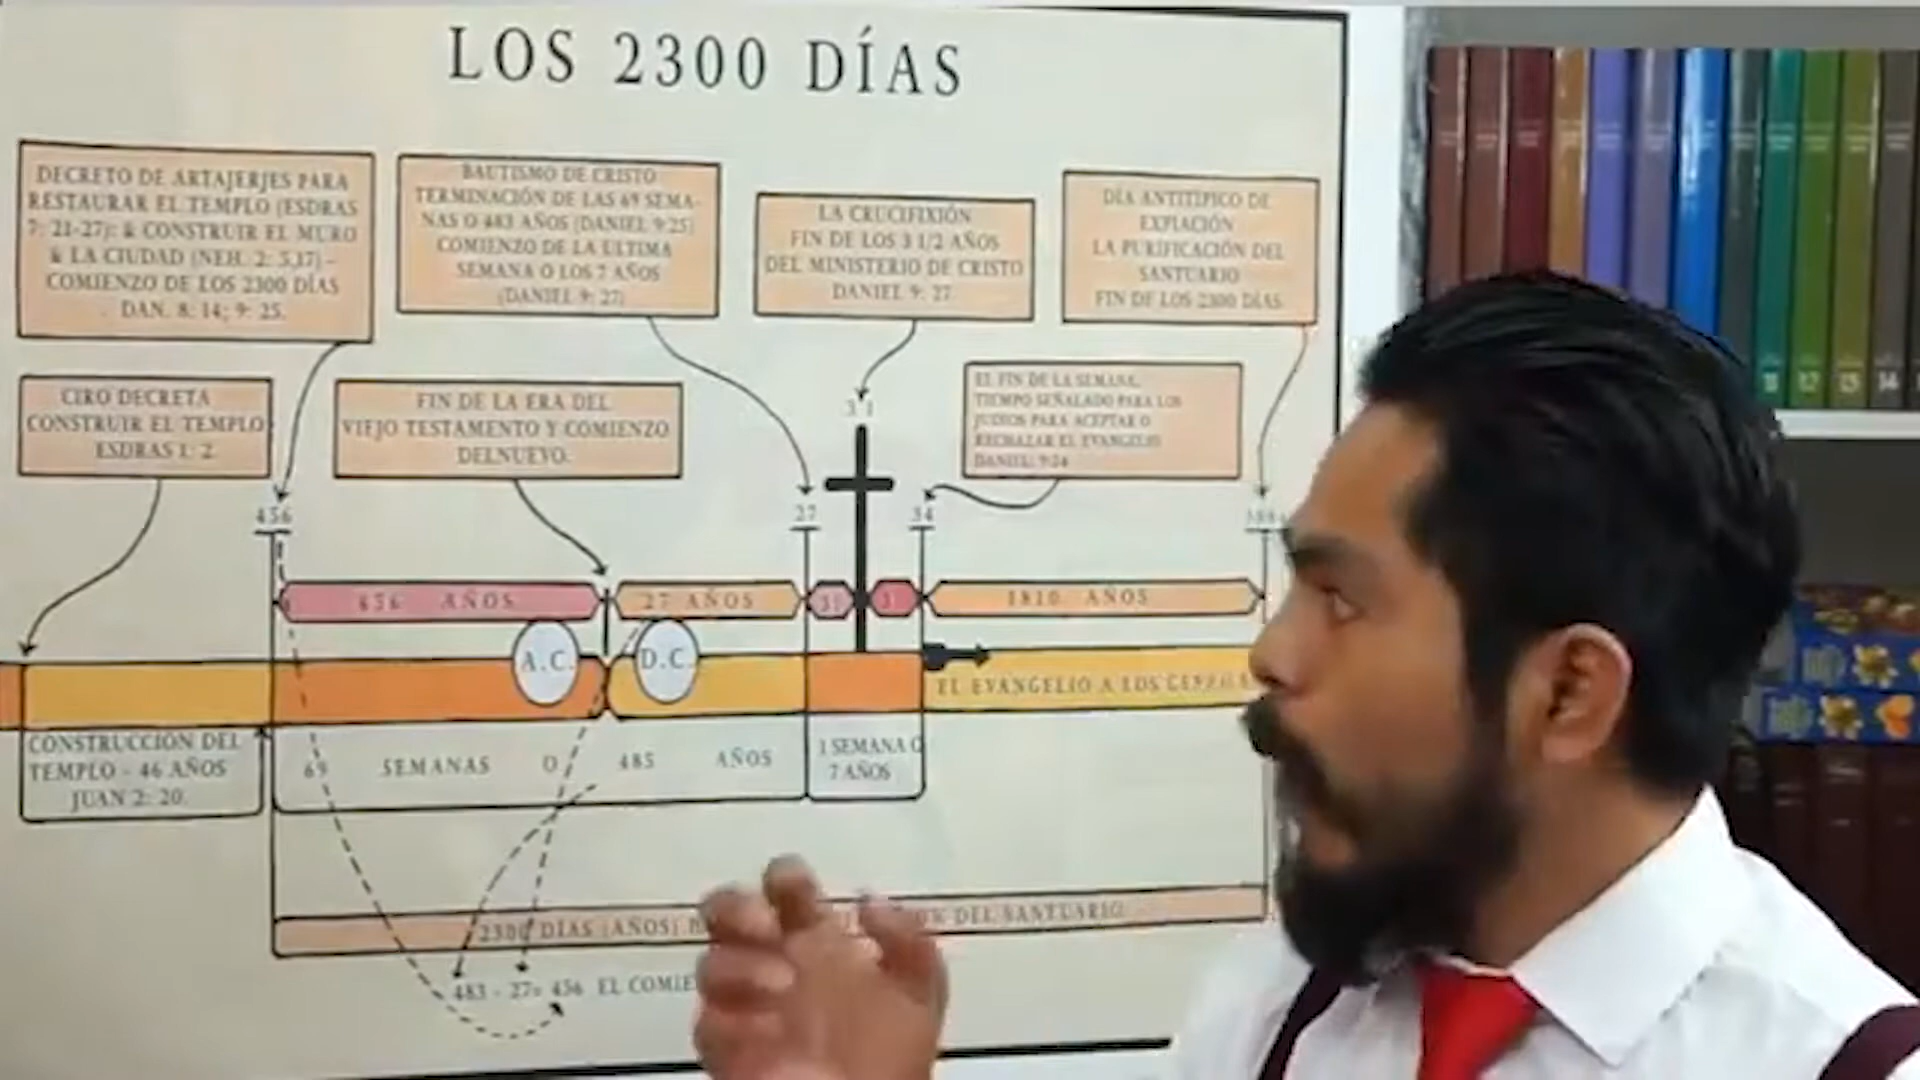 LOS 2300 DÍAS
DECRETO DE ARTAJERJES PARA
RESTAURAR EL TEMPLO (ESDRAS
7: 21-27): & CONSTRUIR EL MURO
& LA CIUDAD (NEH. 2: 5,17) -
COMIENZO DE LOS 2300 DÍAS
DAN. 8: 14; 9: 25.
BAUTISMO DE CRISTO
TERMINACIÓN DE LAS 69 SEMA-
NAS O 483 AÑOS (DANIEL 9:25)
COMIENZO DE LA ULTIMA
SEMANA O LOS 7 AÑOS
(DANIEL 9: 27)
LA CRUCIFIXIÓN
FIN DE LOS 3 1/2 AÑOS
DEL MINISTERIO DE CRISTO
DANIEL 9: 27
DÍA ANTITÍPICO DE
EXPIACIÓN
LA PURIFICACIÓN DEL
SANTUARIO
FIN DE LOS 2300 DÍAS
CIRO DECRETA
CONSTRUIR EL TEMPLO
ESDRAS 1: 2
FIN DE LA ERA DEL
VIEJO TESTAMENTO Y COMIENZO
DELNUEVO.
EL FIN DE LA SEMANA,
TIEMPO SEÑALADO PARA LOS
JUDIOS PARA ACEPTAR O
RECHAZAR EL EVANGELIO
DANIEL: 9:24
456
27
31
34
456 AÑOS
27 AÑOS
1810 AÑOS
A.C.
D.C.
EL EVANGELIO A LOS
CONSTRUCCIÓN DEL
TEMPLO - 46 AÑOS
JUAN 2: 20.
69 SEMANAS O 483 AÑOS
1 SEMANA O
7 AÑOS
2300 DÍAS (AÑOS) DEL SANTUARIO
483 - 27= 456 EL
11 12 13 14